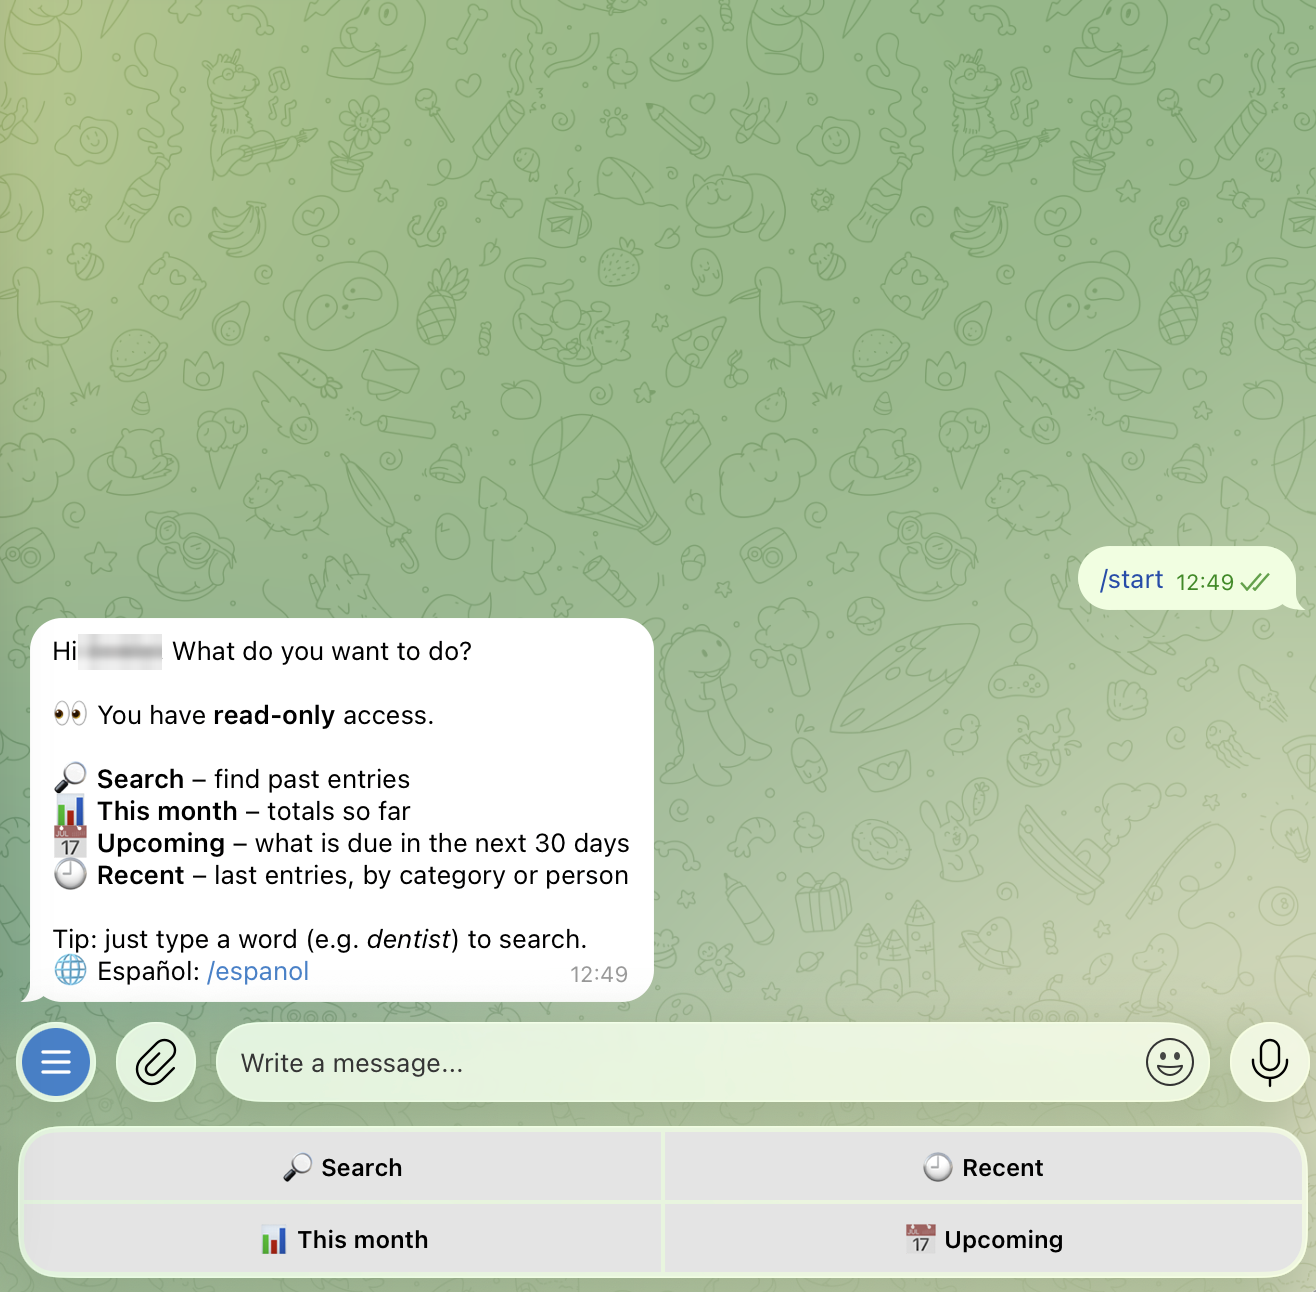 /start 12:49
Hi What do you want to do?
👀 You have read-only access.
🔎 Search – find past entries
📊 This month – totals so far
📅 Upcoming – what is due in the next 30 days
🕘 Recent – last entries, by category or person
Tip: just type a word (e.g. dentist) to search.
🌐 Español: /espanol 12:49
Write a message...
🔎 Search
🕘 Recent
📊 This month
📅 Upcoming